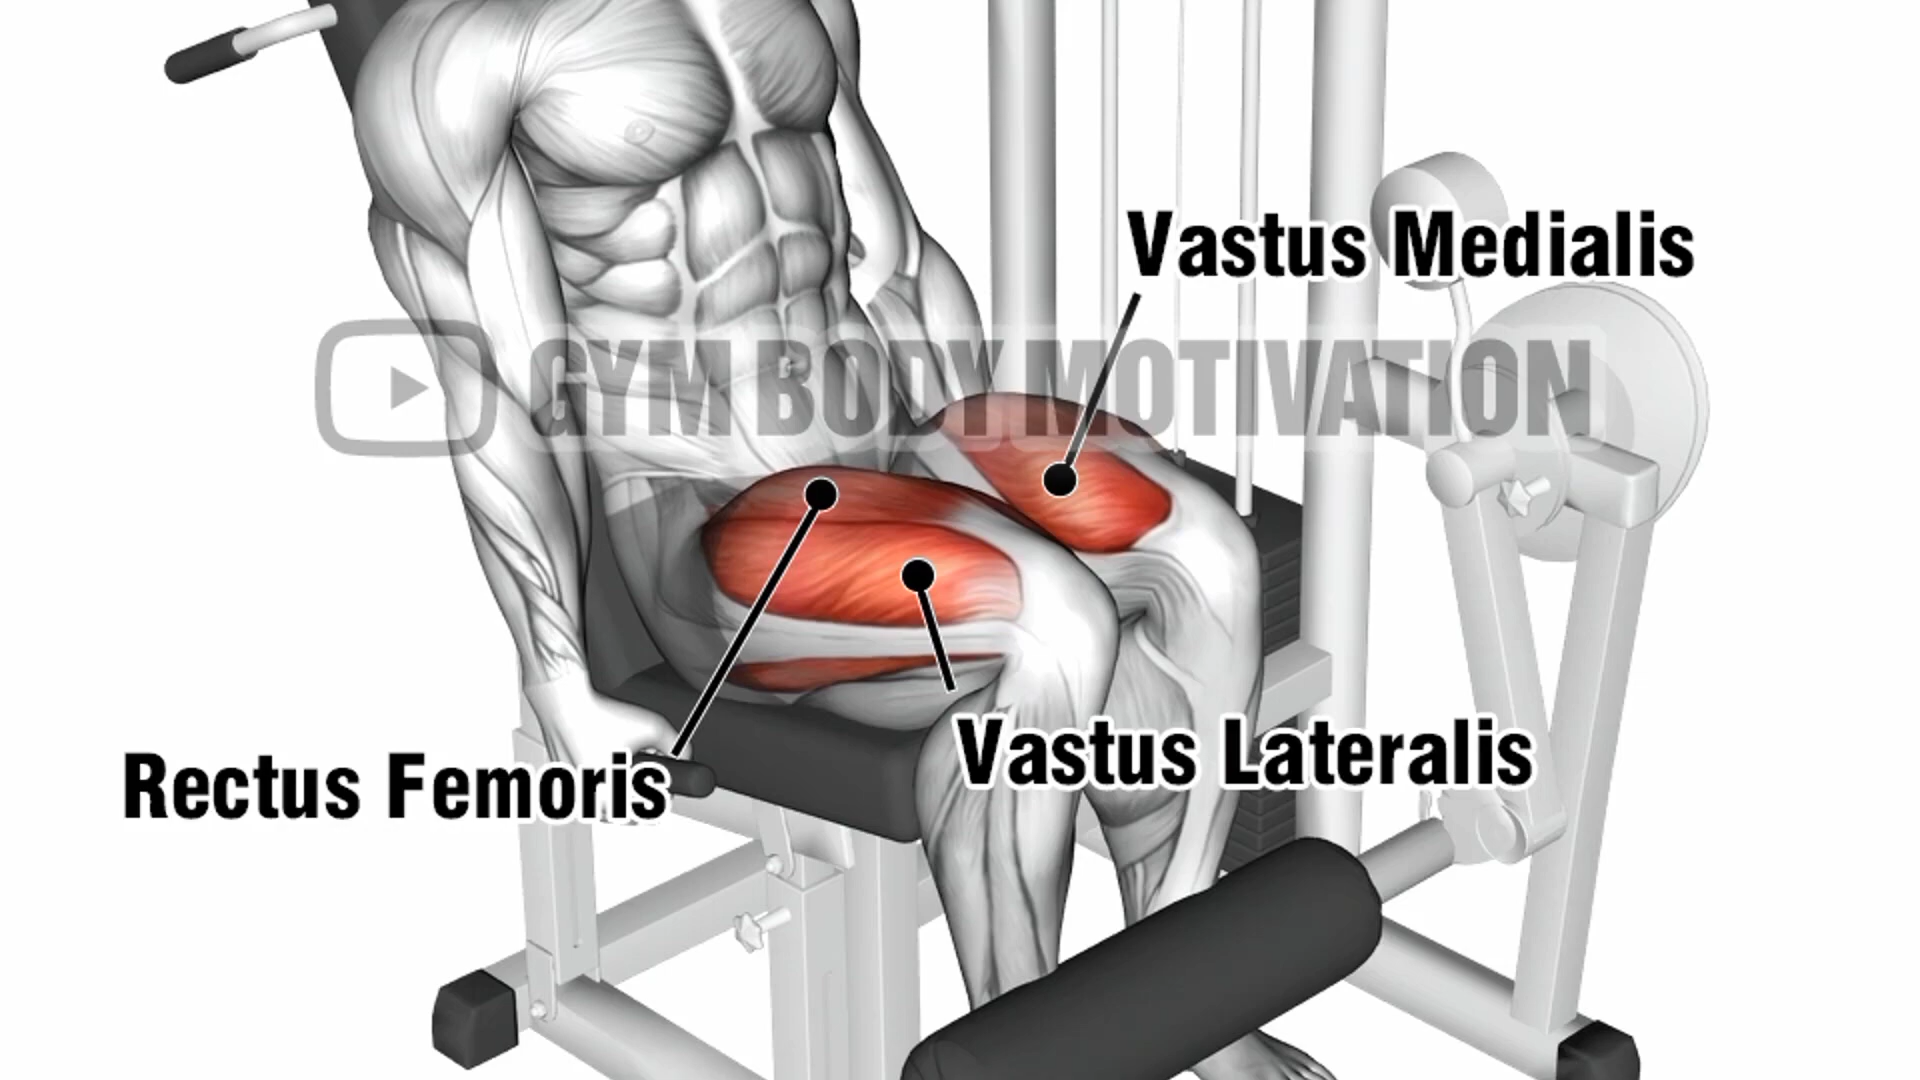 Vastus Medialis
GYM BODY MOTIVATION
Vastus Lateralis
Rectus Femoris